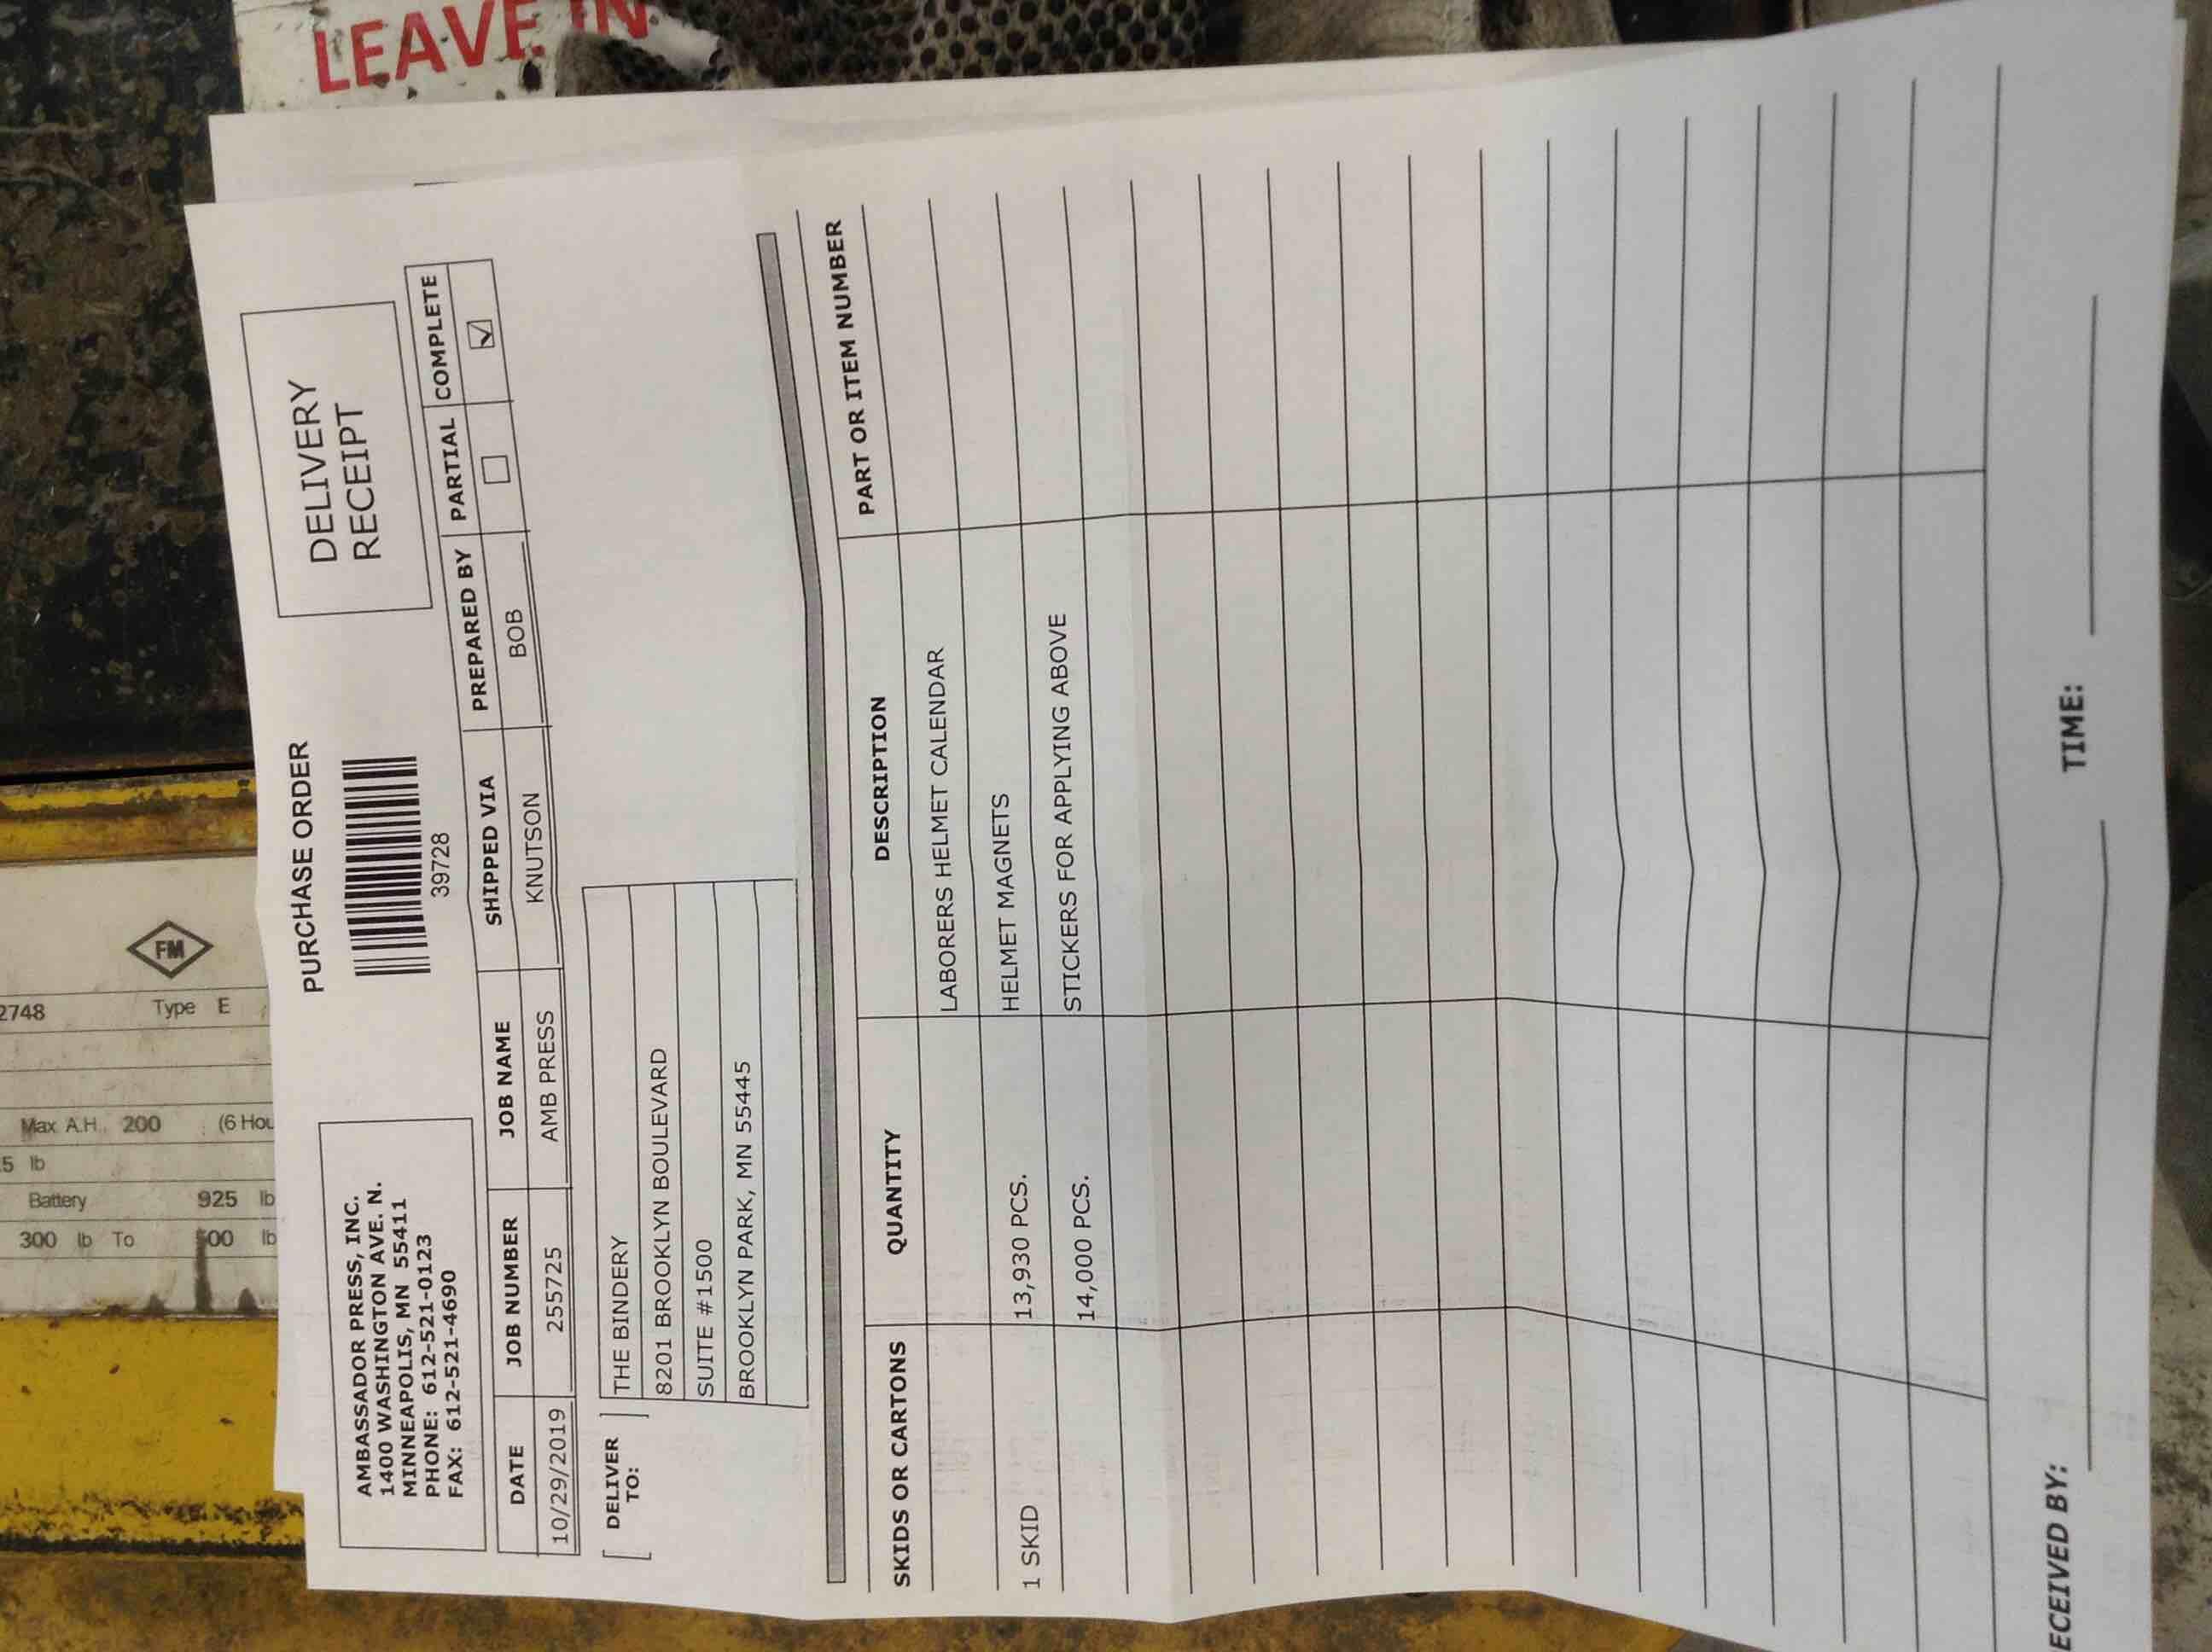 LEAVE IN
2748
Type E
FM
Max. A.H. 200 (6 Hou
5 lb
Battery 925 lb
300 lb To 500 lb
AMBASSADOR PRESS, INC.
1400 WASHINGTON AVE. N.
MINNEAPOLIS, MN 55411
PHONE: 612-521-0123
FAX: 612-521-4690
PURCHASE ORDER
39728
DELIVERY
RECEIPT
DATE JOB NUMBER JOB NAME SHIPPED VIA PREPARED BY PARTIAL COMPLETE
10/29/2019 255725 AMB PRESS KNUTSON BOB ☐ ☑
DELIVER
TO:
THE BINDERY
8201 BROOKLYN BOULEVARD
SUITE #1500
BROOKLYN PARK, MN 55445
SKIDS OR CARTONS QUANTITY DESCRIPTION PART OR ITEM NUMBER
LABORERS HELMET CALENDAR
1 SKID 13,930 PCS. HELMET MAGNETS
14,000 PCS. STICKERS FOR APPLYING ABOVE
ECEIVED BY: TIME: